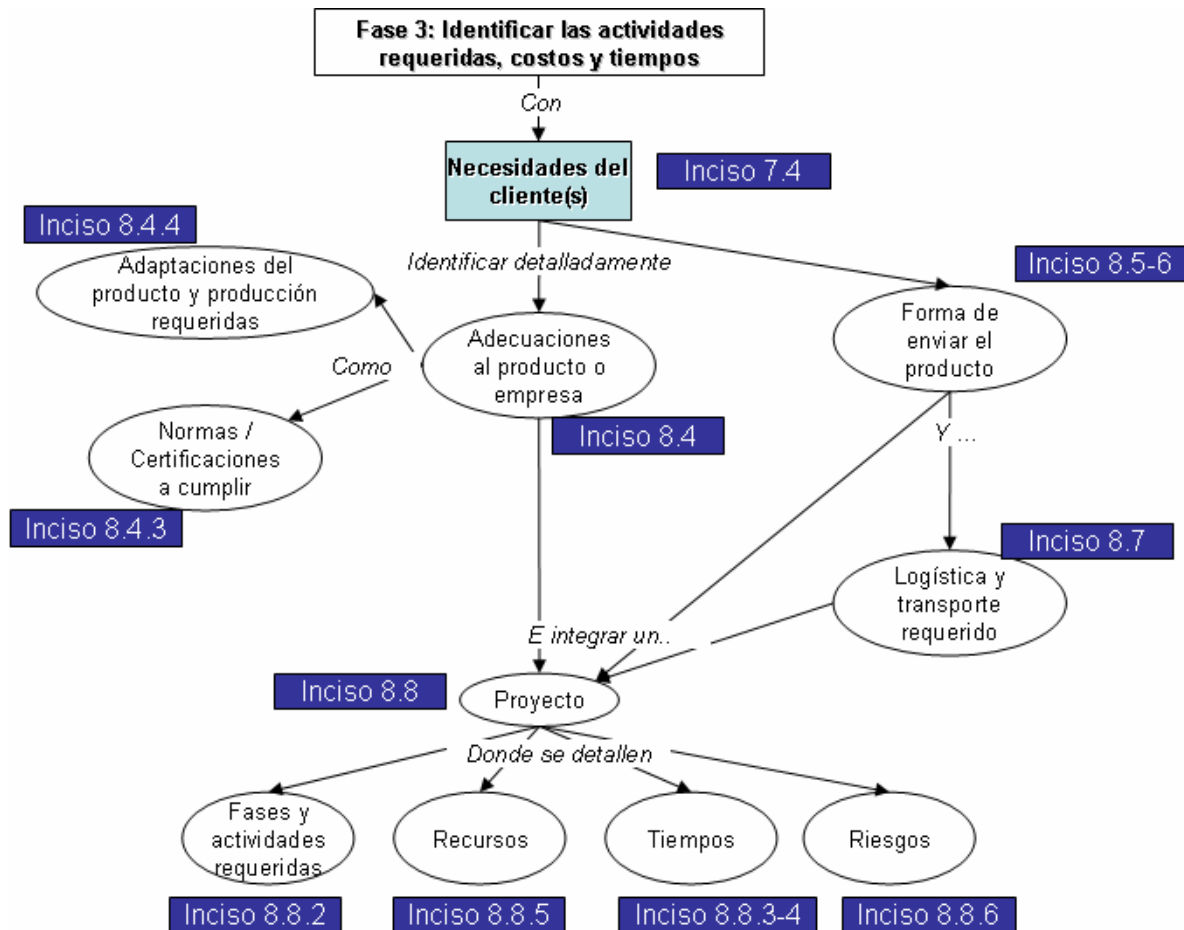 Fase 3: Identificar las actividades
requeridas, costos y tiempos
Con
Necesidades del
cliente(s)
Inciso 7.4
Inciso 8.4.4
Adaptaciones del
producto y producción
requeridas
Identificar detalladamente
Inciso 8.5-6
Forma de
enviar el
producto
Adecuaciones
al producto o
empresa
Como
Inciso 8.4
Y ...
Normas /
Certificaciones
a cumplir
Inciso 8.4.3
Inciso 8.7
Logística y
transporte
requerido
E integrar un..
Inciso 8.8
Proyecto
Donde se detallen
Fases y
actividades
requeridas
Recursos
Tiempos
Riesgos
Inciso 8.8.2
Inciso 8.8.5
Inciso 8.8.3-4
Inciso 8.8.6